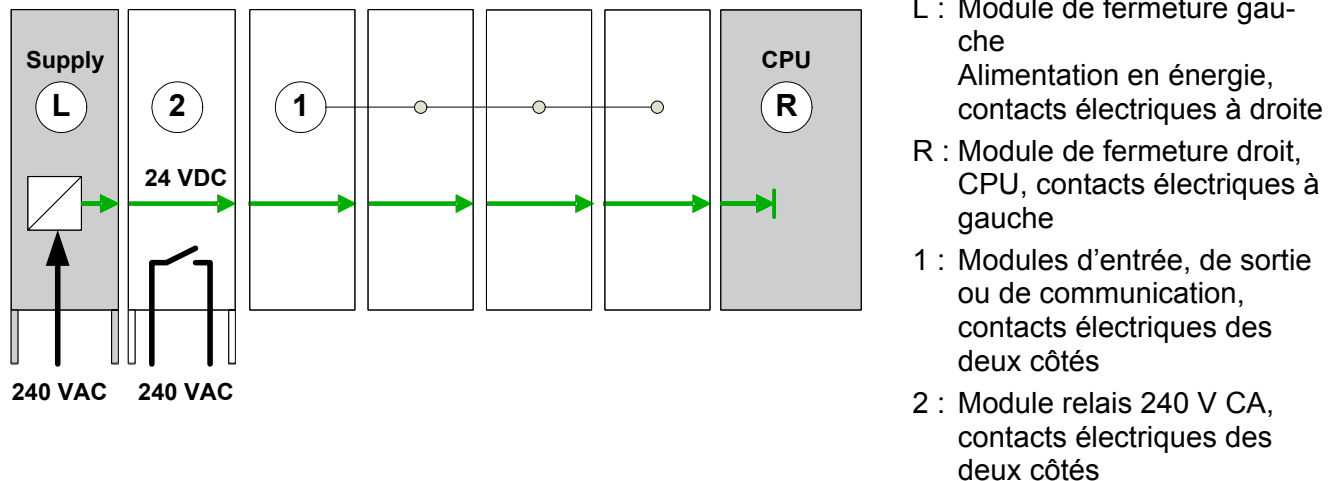 Supply
L
2
1
CPU
R
24 VDC
240 VAC
240 VAC
L : Module de fermeture gau-
che
Alimentation en énergie,
contacts électriques à droite
R : Module de fermeture droit,
CPU, contacts électriques à
gauche
1 : Modules d’entrée, de sortie
ou de communication,
contacts électriques des
deux côtés
2 : Module relais 240 V CA,
contacts électriques des
deux côtés